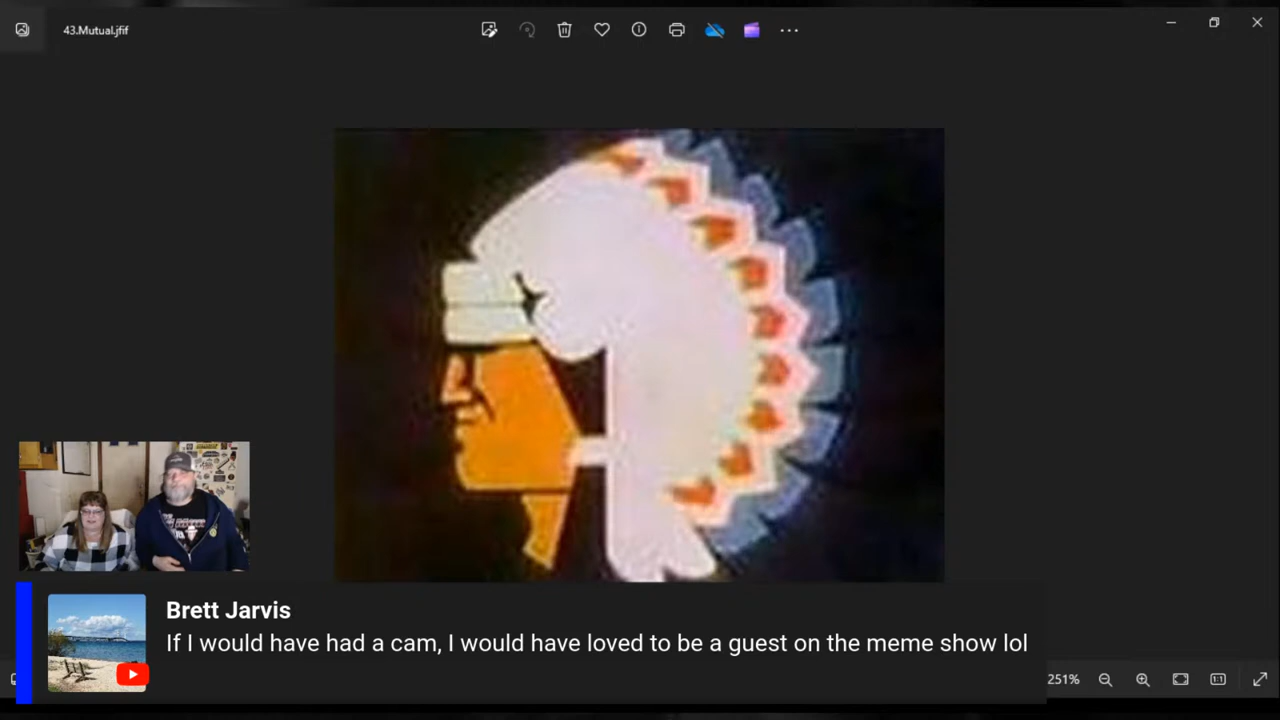 43.Mutual.jfif
Brett Jarvis
If I would have had a cam, I would have loved to be a guest on the meme show lol
251%